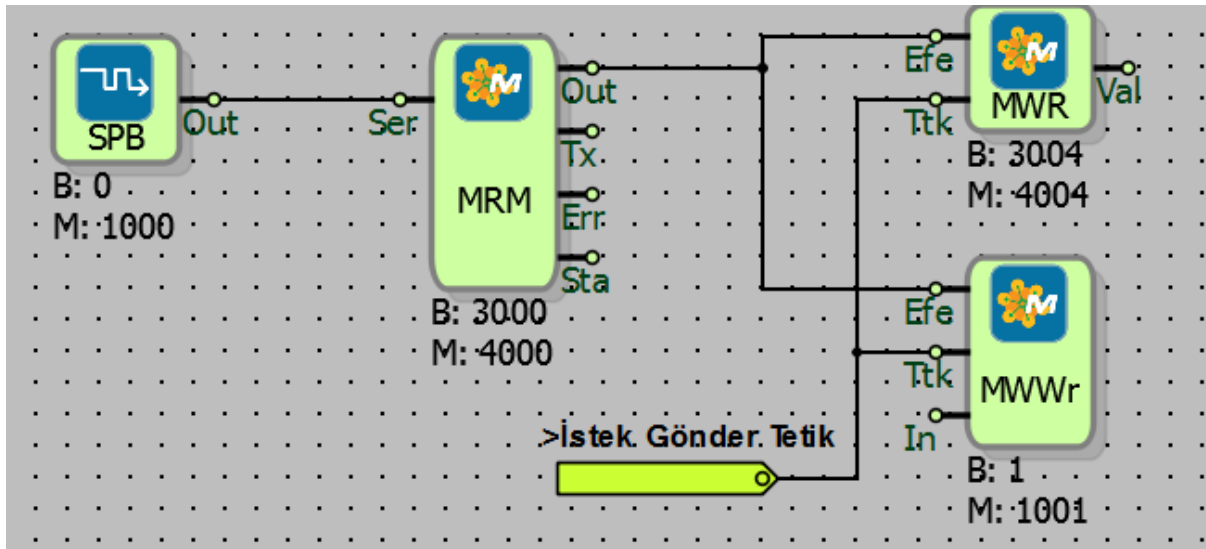 SPB
Out
B: 0
M: 1000
Ser
MRM
Out
Tx
Err
Sta
B: 3000
M: 4000
Efe
Ttk
MWR
Val
B: 3004
M: 4004
Efe
Ttk
In
MWWr
B: 1
M: 1001
>İstek Gönder Tetik